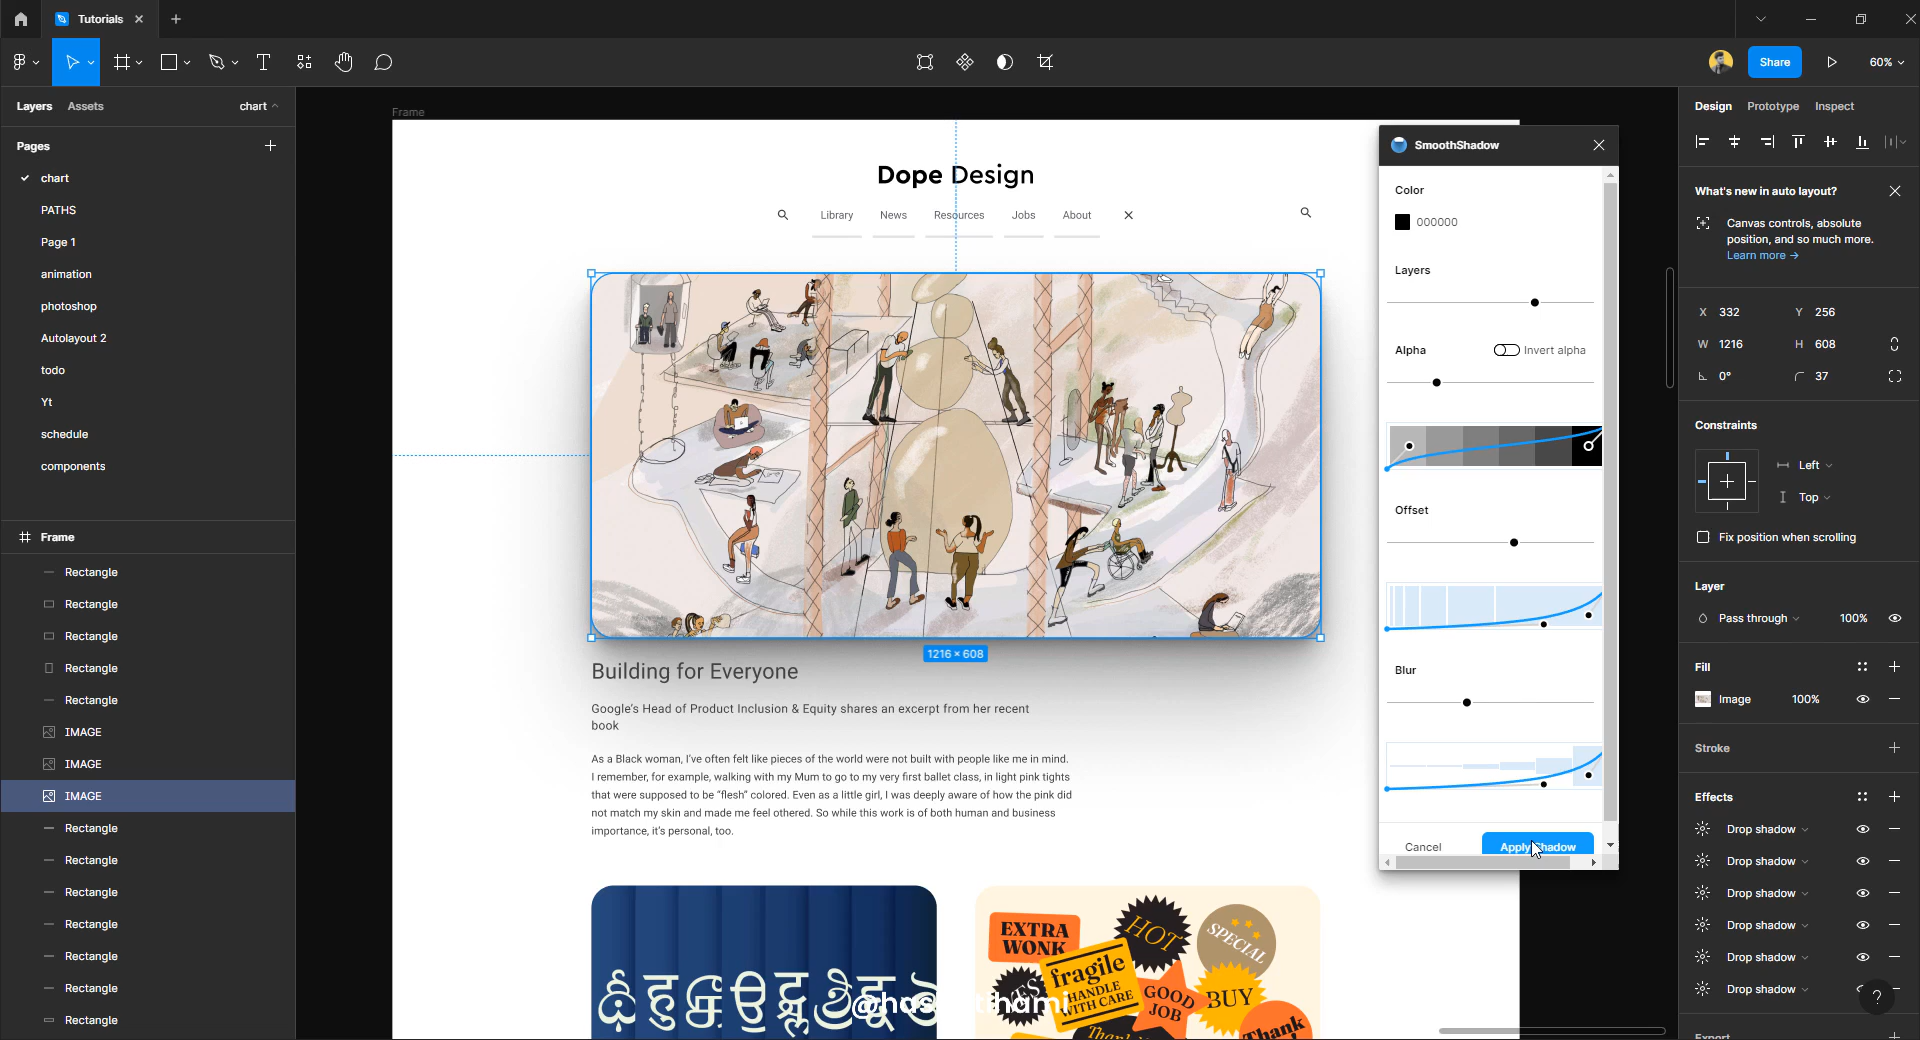 Tutorials
Share
60%
Layers
Assets
chart
Pages
chart
PATHS
Page 1
animation
photoshop
Autolayout 2
todo
Yt
schedule
components
Frame
Rectangle
Rectangle
Rectangle
Rectangle
Rectangle
IMAGE
IMAGE
IMAGE
Rectangle
Rectangle
Rectangle
Rectangle
Rectangle
Rectangle
Rectangle
Frame
Dope Design
Library
News
Resources
Jobs
About
1216 × 608
Building for Everyone
Google's Head of Product Inclusion & Equity shares an excerpt from her recent
book
As a Black woman, I've often felt like pieces of the world were not built with people like me in mind.
I remember, for example, walking with my Mum to go to my very first ballet class, in light pink tights
that were supposed to be "flesh" colored. Even as a little girl, I was deeply aware of how the pink did
not match my skin and made me feel othered. So while this work is of both human and business
importance, it's personal, too.
EXTRA
WONK
HOT
SPECIAL
fragile
HANDLE
WITH CARE
GOOD
JOB
BUY
Thank
SmoothShadow
Color
000000
Layers
Alpha
Invert alpha
Offset
Blur
Cancel
Apply Shadow
Design
Prototype
Inspect
What's new in auto layout?
Canvas controls, absolute
position, and so much more.
Learn more →
X 332
Y 256
W 1216
H 608
0°
37
Constraints
Left
Top
Fix position when scrolling
Layer
Pass through
100%
Fill
Image
100%
Stroke
Effects
Drop shadow
Drop shadow
Drop shadow
Drop shadow
Drop shadow
Drop shadow
?
Export